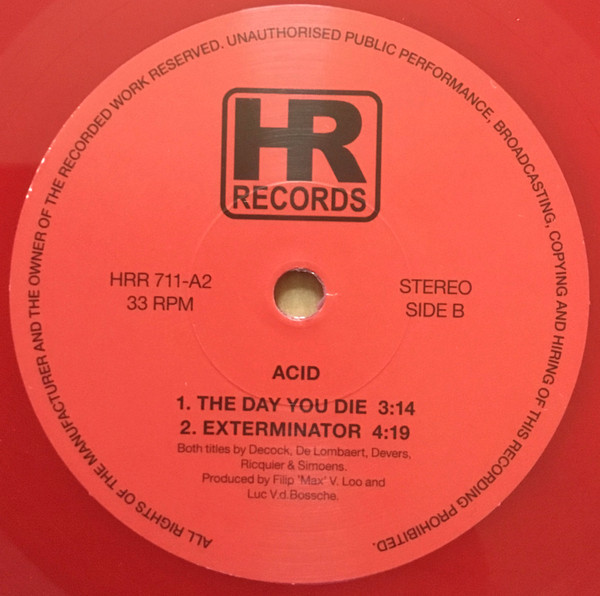 ALL RIGHTS OF THE MANUFACTURER AND THE OWNER OF THE RECORDED WORK RESERVED. UNAUTHORISED PUBLIC PERFORMANCE, BROADCASTING, COPYING AND HIRING OF THIS RECORDING PROHIBITED.
HR
RECORDS
HRR 711-A2
33 RPM
STEREO
SIDE B
ACID
1. THE DAY YOU DIE 3:14
2. EXTERMINATOR 4:19
Both titles by Decock, De Lombaert, Devers,
Ricquier & Simoens.
Produced by Filip "Max" V. Loo and
Luc V.d.Bossche.